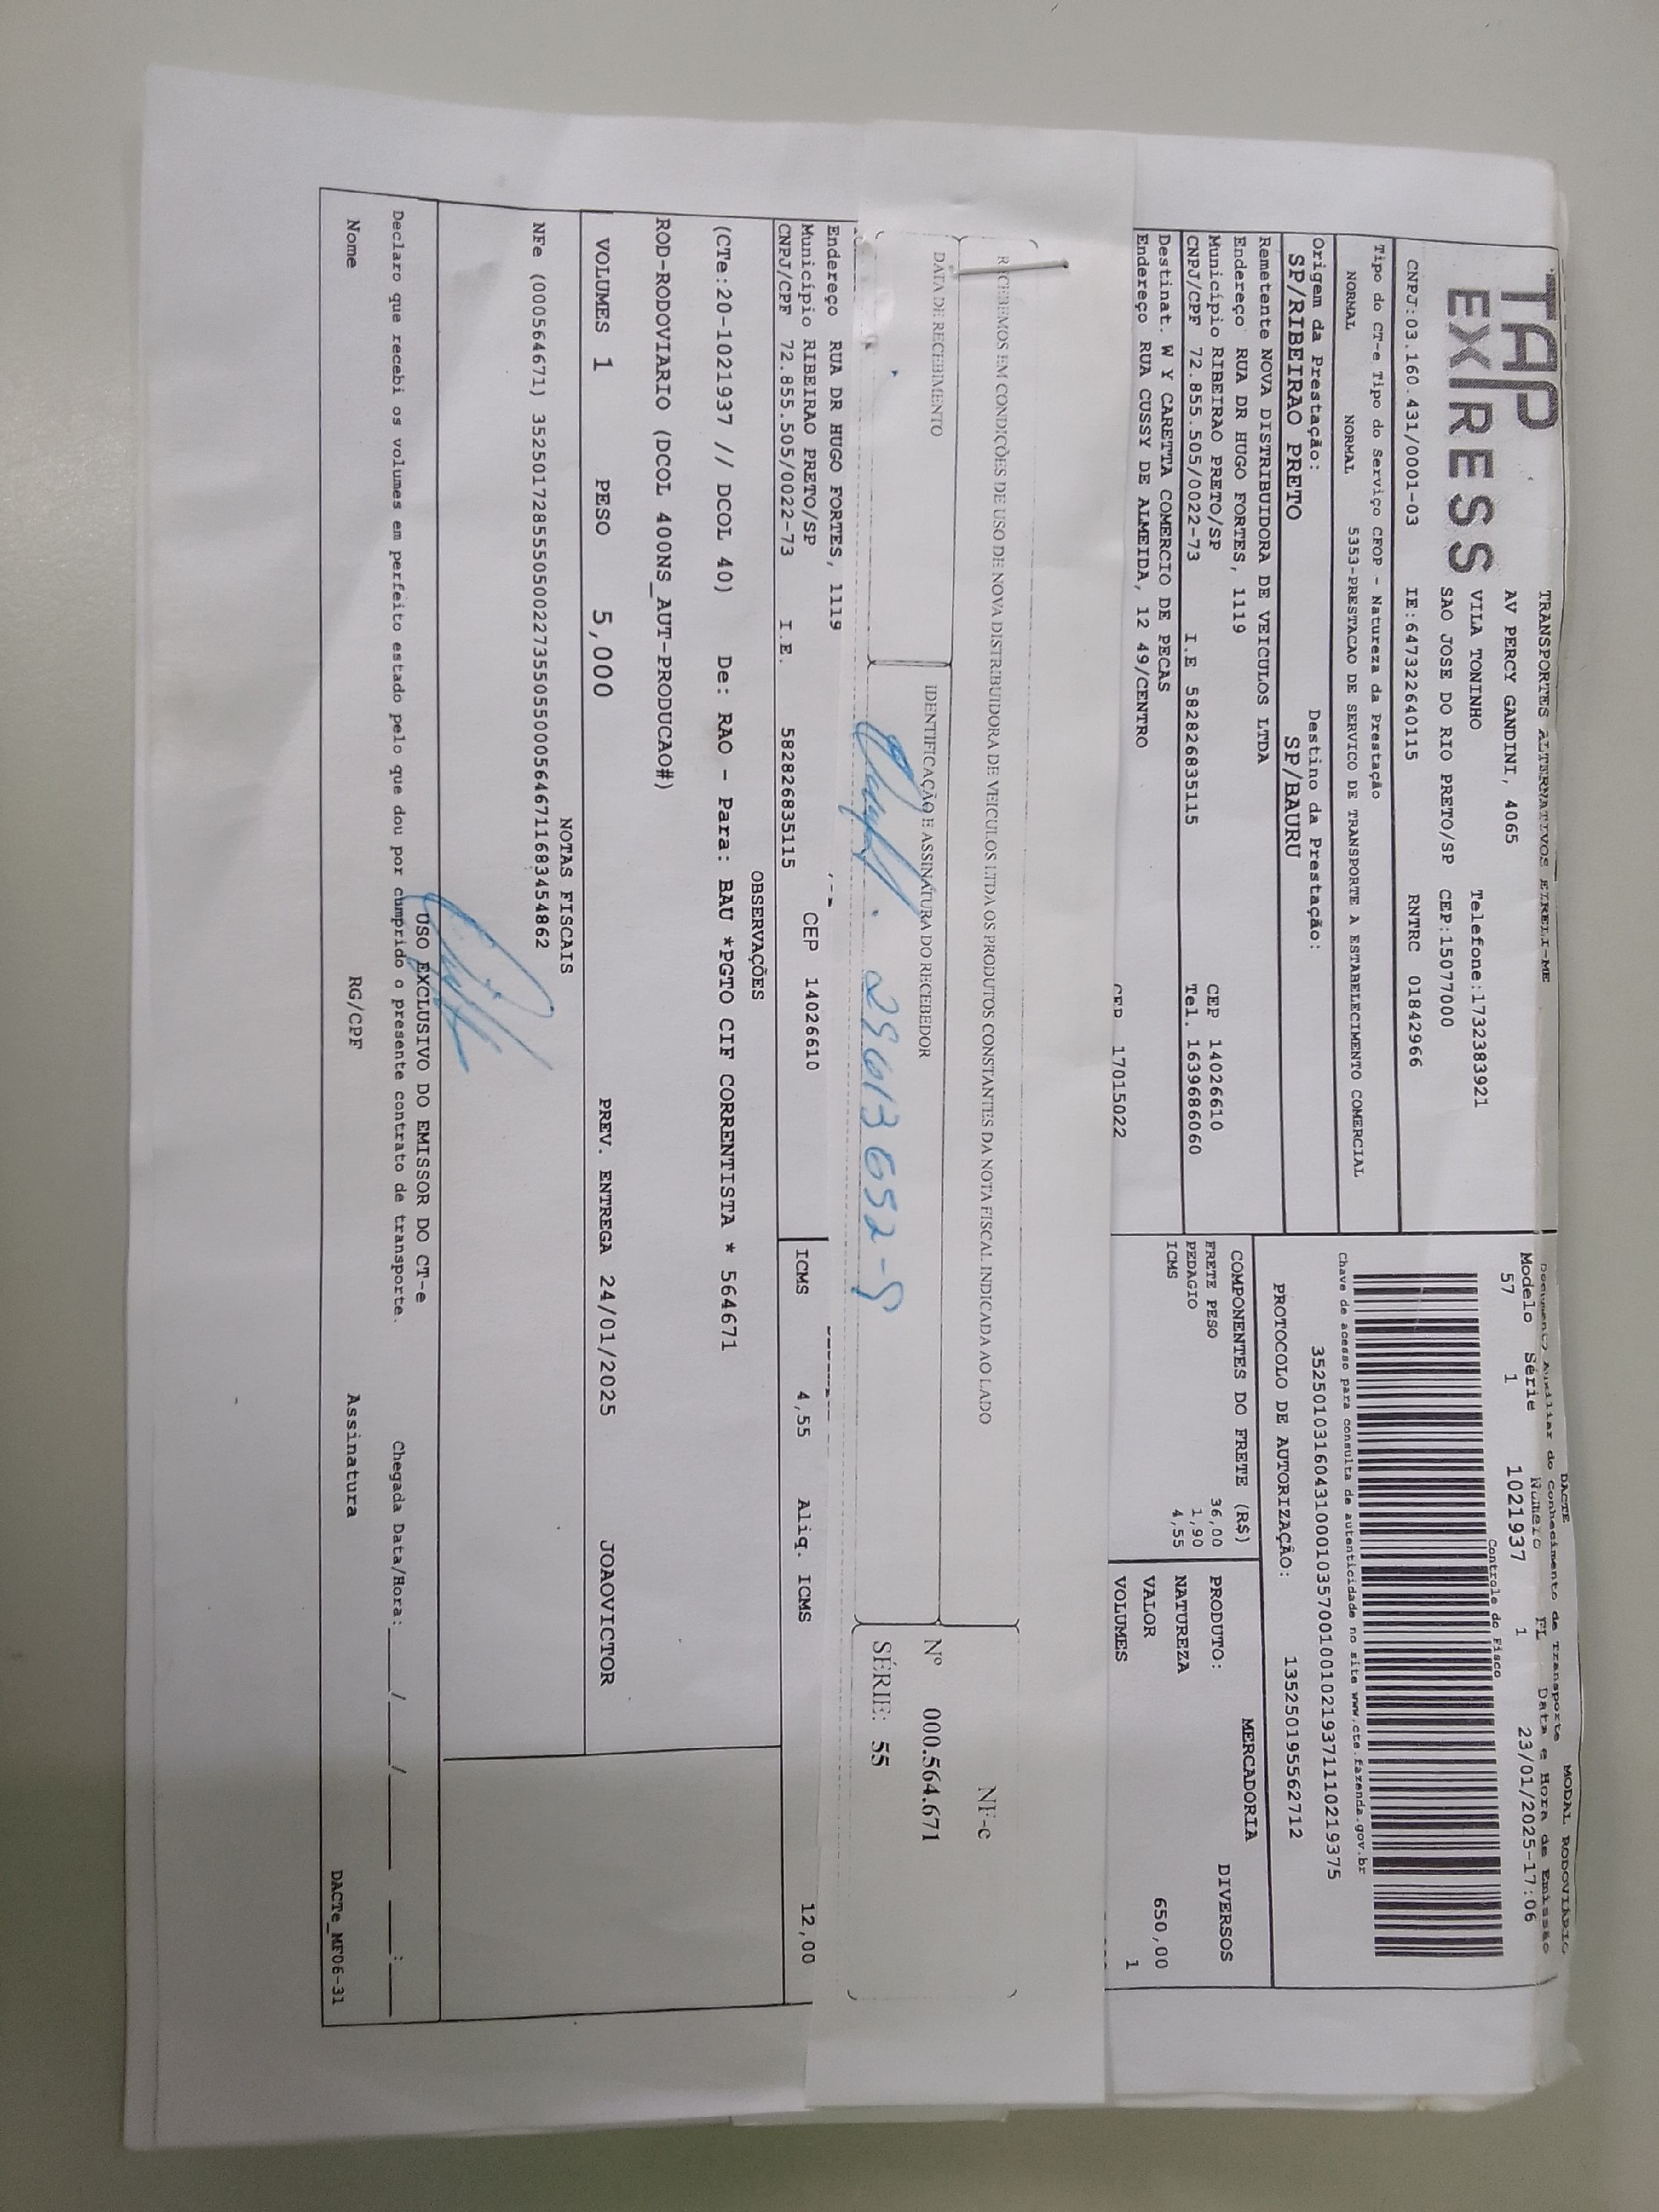 TAP
EXPRESS
TRANSPORTES ALTERNATIVOS EIRELI-ME
AV PERCY GANDINI, 4065
VILA TONINHO Telefone:1732383921
SAO JOSE DO RIO PRETO/SP CEP:15077000
CNPJ:03.160.431/0001-03 IE:647322640115 RNTRC 01842966
DACTE MODAL RODOVIÁRIO
Documento Auxiliar do Conhecimento de Transporte
Modelo Série Número FL Data e Hora de Emissão
57 1 1021937 1 23/01/2025-17:06
Controle do Fisco
Chave de acesso para consulta de autenticidade no site www.cte.fazenda.gov.br
35250103160431000103570010010219371110219375
PROTOCOLO DE AUTORIZAÇÃO: 135250195562712
Tipo do CT-e Tipo do Serviço CFOP - Natureza da Prestação
NORMAL NORMAL 5353-PRESTACAO DE SERVICO DE TRANSPORTE A ESTABELECIMENTO COMERCIAL
Origem da Prestação: Destino da Prestação:
SP/RIBEIRAO PRETO SP/BAURU
Remetente NOVA DISTRIBUIDORA DE VEICULOS LTDA
Endereço RUA DR HUGO FORTES, 1119 CEP 14026610
Município RIBEIRAO PRETO/SP Tel. 1639686060
CNPJ/CPF 72.855.505/0022-73 I.E 582826835115
Destinat. W Y CARETTA COMERCIO DE PECAS
Endereço RUA CUSSY DE ALMEIDA, 12 49/CENTRO CEP 17015022
COMPONENTES DO FRETE (R$)
FRETE PESO 36,00
PEDAGIO 1,90
ICMS 4,55
MERCADORIA
PRODUTO: DIVERSOS
NATUREZA
VALOR 650,00
VOLUMES 1
RECEBEMOS EM CONDIÇÕES DE USO DE NOVA DISTRIBUIDORA DE VEICULOS LTDA OS PRODUTOS CONSTANTES DA NOTA FISCAL INDICADA AO LADO
DATA DE RECEBIMENTO IDENTIFICAÇÃO E ASSINATURA DO RECEBEDOR
NF-e
Nº 000.564.671
SÉRIE: 55
Endereço RUA DR HUGO FORTES, 1119
Município RIBEIRAO PRETO/SP CEP 14026610
CNPJ/CPF 72.855.505/0022-73 I.E. 582826835115
ICMS 4,55 Aliq. ICMS 12,00
OBSERVAÇÕES
(CTe:20-1021937 // DCOL 40) De: RAO - Para: BAU *PGTO CIF CORRENTISTA * 564671
ROD-RODOVIARIO (DCOL 400NS_AUT-PRODUCAO#)
VOLUMES 1 PESO 5,000 PREV. ENTREGA 24/01/2025 JOAOVICTOR
NOTAS FISCAIS
NFe (000564671) 35250172855505002273550550005646711683454862
USO EXCLUSIVO DO EMISSOR DO CT-e
Declaro que recebi os volumes em perfeito estado pelo que dou por cumprido o presente contrato de transporte. Chegada Data/Hora:____/____/____ ___:___
Nome RG/CPF Assinatura DACTe_MF06-31